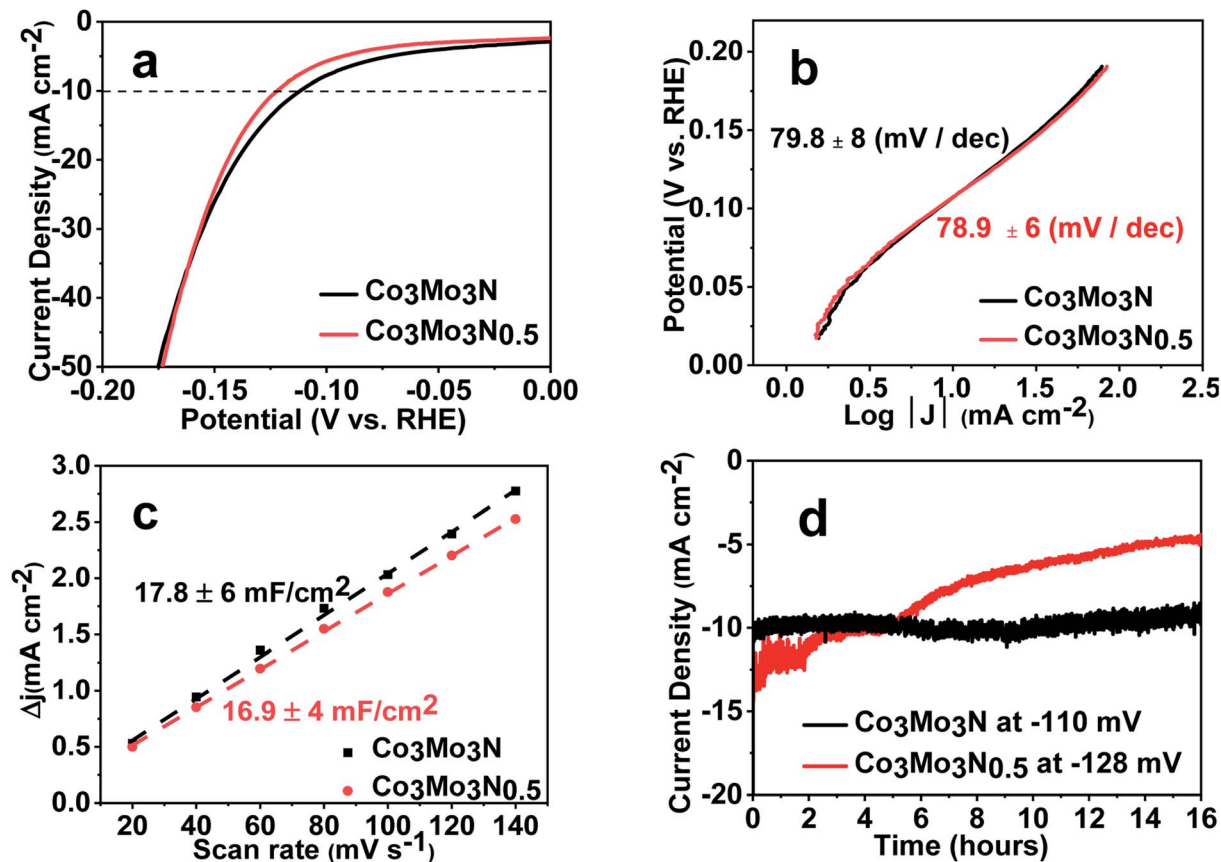 a
0
-10
-20
-30
-40
-50
-0.20
-0.15
-0.10
-0.05
0.00
Current Density (mA cm-2)
Potential (V vs. RHE)
Co3Mo3N
Co3Mo3N0.5
b
0.20
0.15
0.10
0.05
0.00
0.0
0.5
1.0
1.5
2.0
2.5
Potential (V vs. RHE)
Log |J| (mA cm-2)
79.8 ± 8 (mV / dec)
78.9 ± 6 (mV / dec)
Co3Mo3N
Co3Mo3N0.5
c
3.0
2.5
2.0
1.5
1.0
0.5
0.0
20
40
60
80
100
120
140
Δj(mA cm-2)
Scan rate (mV s-1)
17.8 ± 6 mF/cm2
16.9 ± 4 mF/cm2
Co3Mo3N
Co3Mo3N0.5
d
0
-5
-10
-15
-20
0
2
4
6
8
10
12
14
16
Current Density (mA cm-2)
Time (hours)
Co3Mo3N at -110 mV
Co3Mo3N0.5 at -128 mV